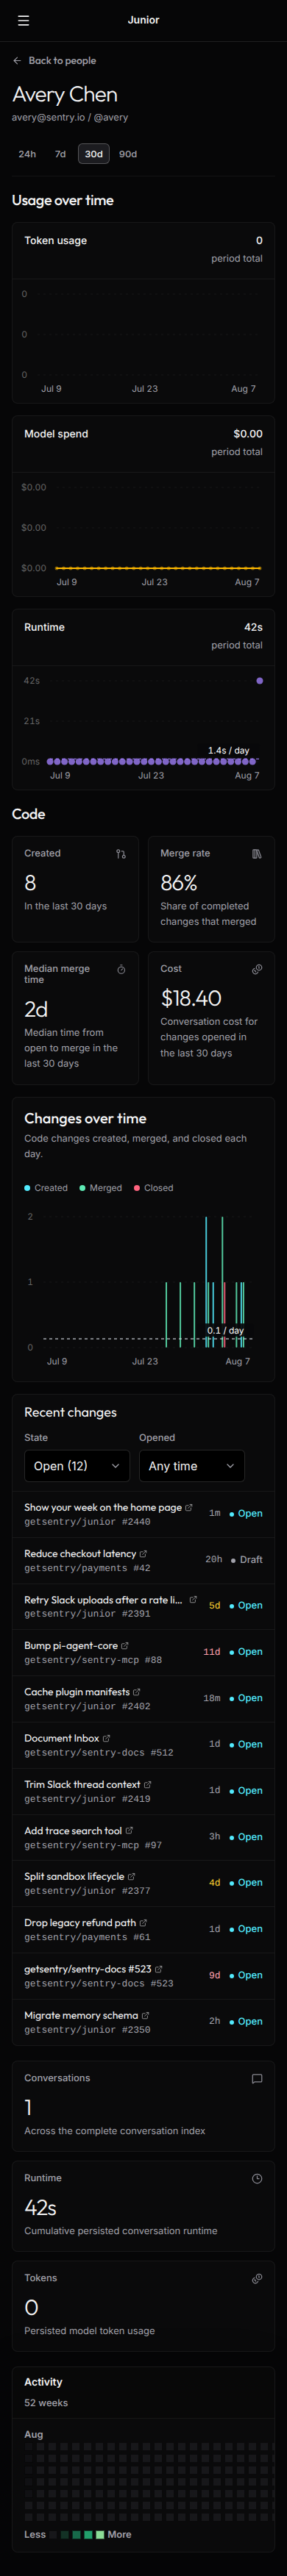 Junior
Back to people
Avery Chen
avery@sentry.io / @avery
24h 7d 30d 90d
Usage over time
Token usage 0
period total
0
0
0
Jul 9 Jul 23 Aug 7
Model spend $0.00
period total
$0.00
$0.00
$0.00
Jul 9 Jul 23 Aug 7
Runtime 42s
period total
42s
21s
1.4s / day
0ms
Jul 9 Jul 23 Aug 7
Code
Created
8
In the last 30 days
Merge rate
86%
Share of completed
changes that merged
Median merge
time
2d
Median time from
open to merge in the
last 30 days
Cost
$18.40
Conversation cost for
changes opened in
the last 30 days
Changes over time
Code changes created, merged, and closed each
day.
Created Merged Closed
2
1
0.1 / day
0
Jul 9 Jul 23 Aug 7
Recent changes
State Opened
Open (12) Any time
Show your week on the home page 1m Open
getsentry/junior #2440
Reduce checkout latency 20h Draft
getsentry/payments #42
Retry Slack uploads after a rate li... 5d Open
getsentry/junior #2391
Bump pi-agent-core 11d Open
getsentry/sentry-mcp #88
Cache plugin manifests 18m Open
getsentry/junior #2402
Document Inbox 1d Open
getsentry/sentry-docs #512
Trim Slack thread context 1d Open
getsentry/junior #2419
Add trace search tool 3h Open
getsentry/sentry-mcp #97
Split sandbox lifecycle 4d Open
getsentry/junior #2377
Drop legacy refund path 1d Open
getsentry/payments #61
getsentry/sentry-docs #523 9d Open
getsentry/sentry-docs #523
Migrate memory schema 2h Open
getsentry/junior #2350
Conversations
1
Across the complete conversation index
Runtime
42s
Cumulative persisted conversation runtime
Tokens
0
Persisted model token usage
Activity
52 weeks
Aug
Less More